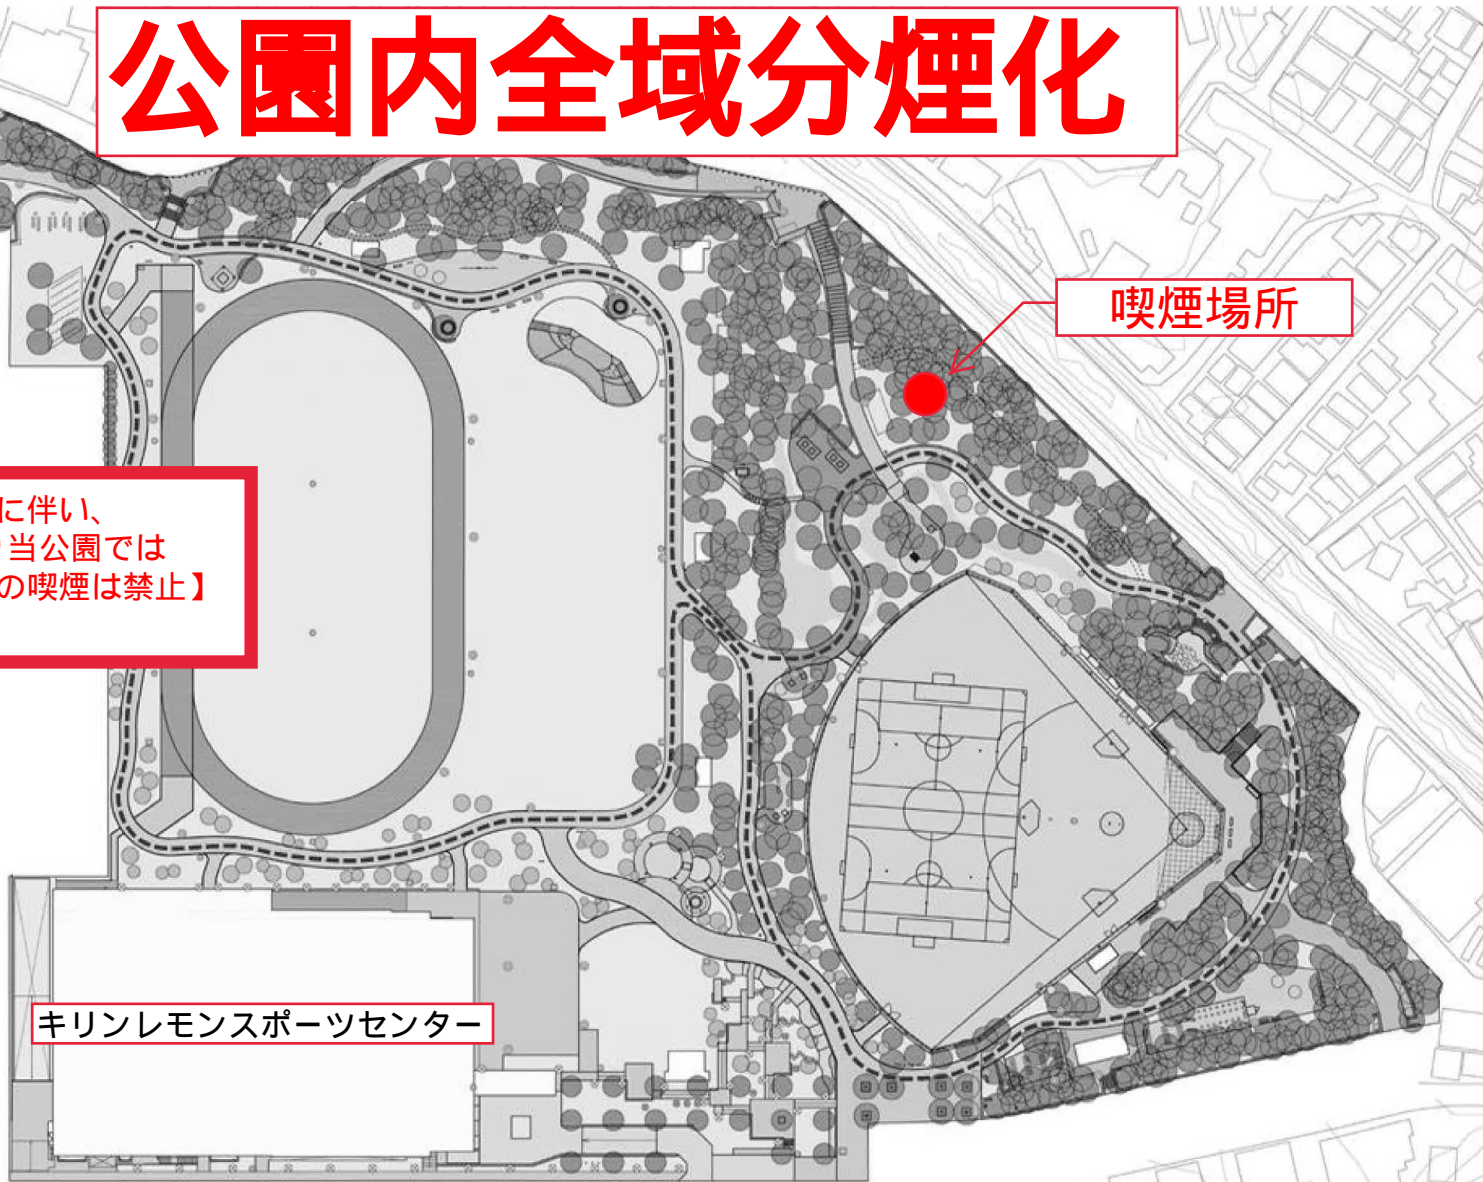 公園内全域分煙化
喫煙場所
に伴い、
当公園では
の喫煙は禁止】
キリンレモンスポーツセンター